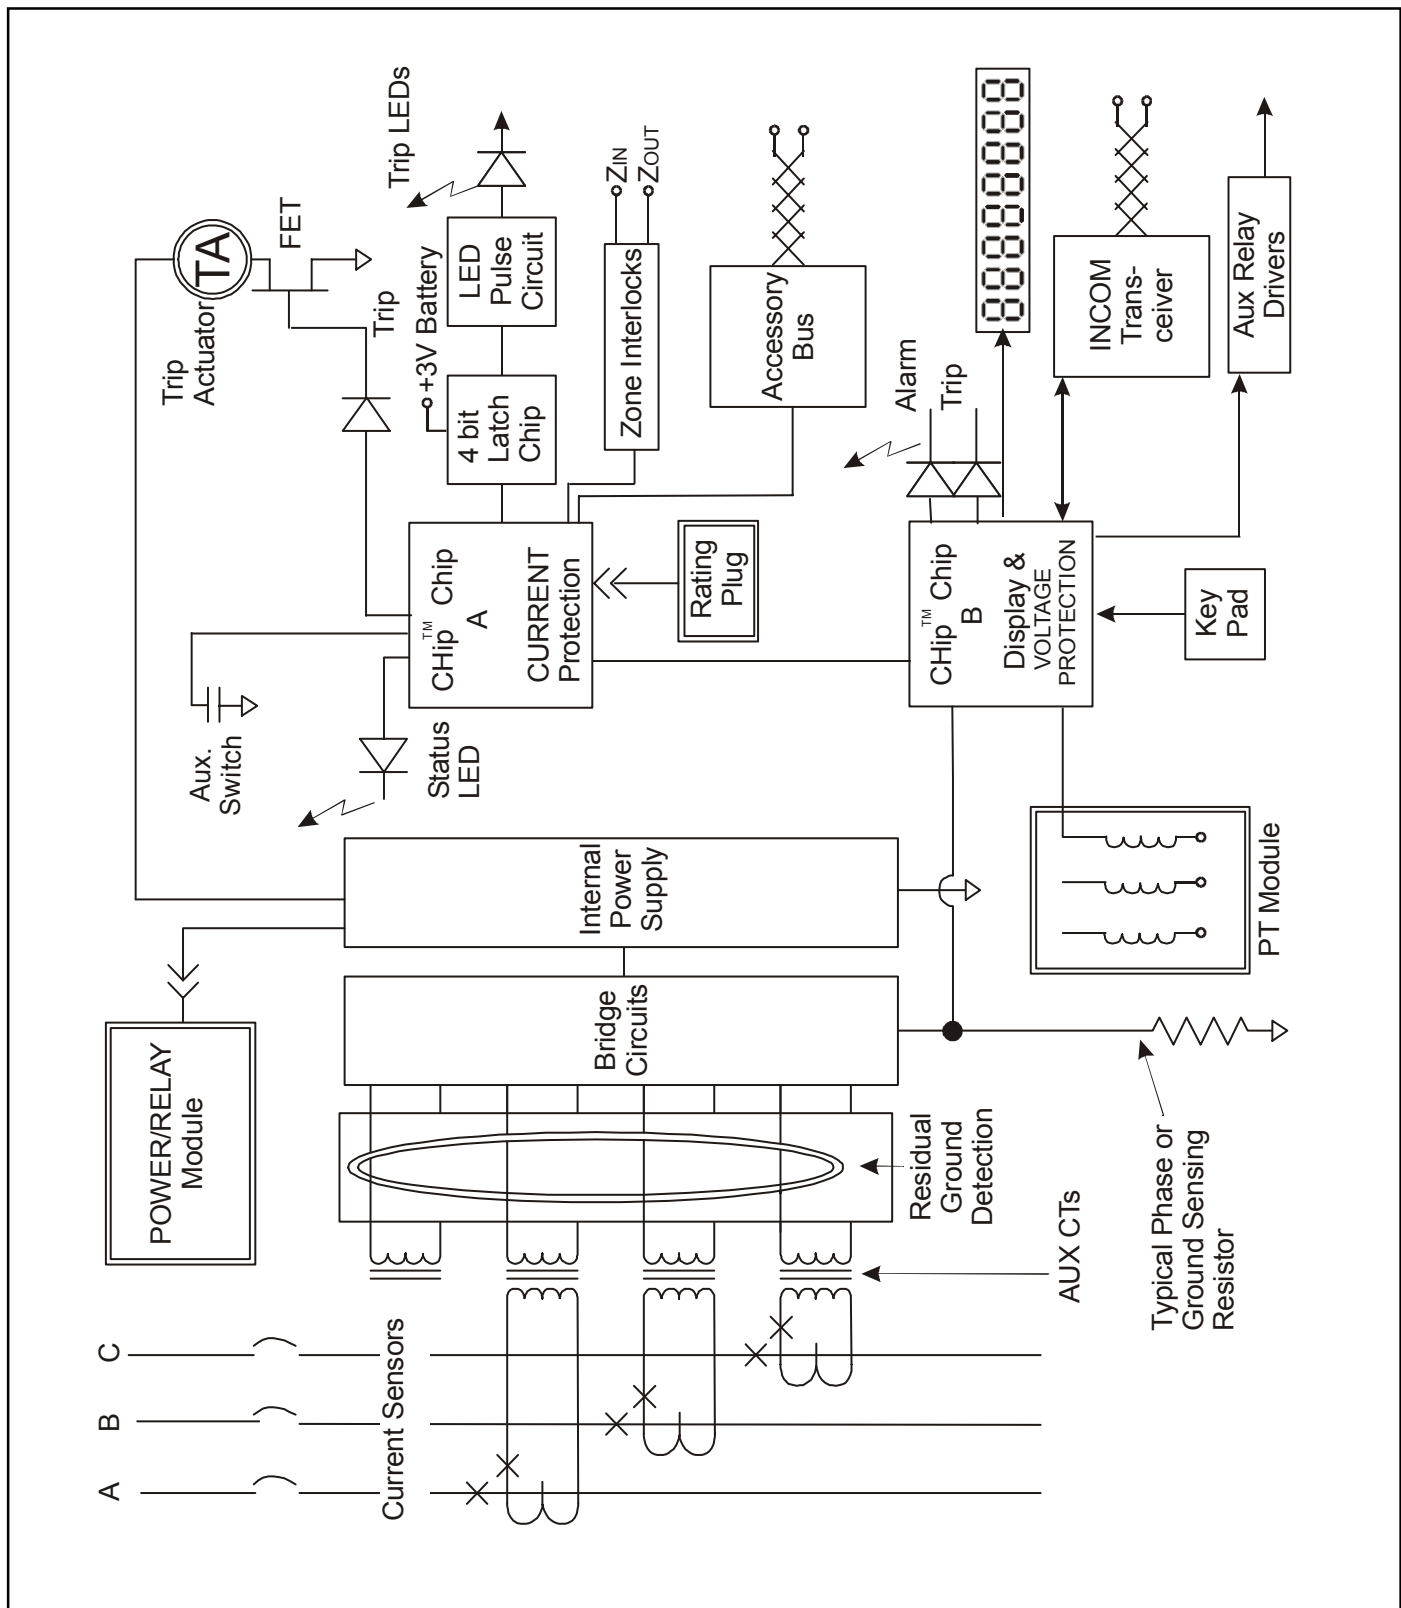 A
B
C
Current Sensors
POWER/RELAY
Module
AUX CTs
Residual
Ground
Detection
Typical Phase or
Ground Sensing
Resistor
Bridge
Circuits
Internal
Power
Supply
PT Module
Aux.
Switch
Status
LED
CHip™ Chip
A
CURRENT
Protection
Rating
Plug
CHip™ Chip
B
Display &
VOLTAGE
PROTECTION
Key
Pad
Trip
Actuator
TA
FET
Trip
+3V Battery
4 bit
Latch
Chip
LED
Pulse
Circuit
Trip LEDs
Zone Interlocks
ZIN
ZOUT
Accessory
Bus
Alarm
Trip
88888888
INCOM
Trans-
ceiver
Aux Relay
Drivers